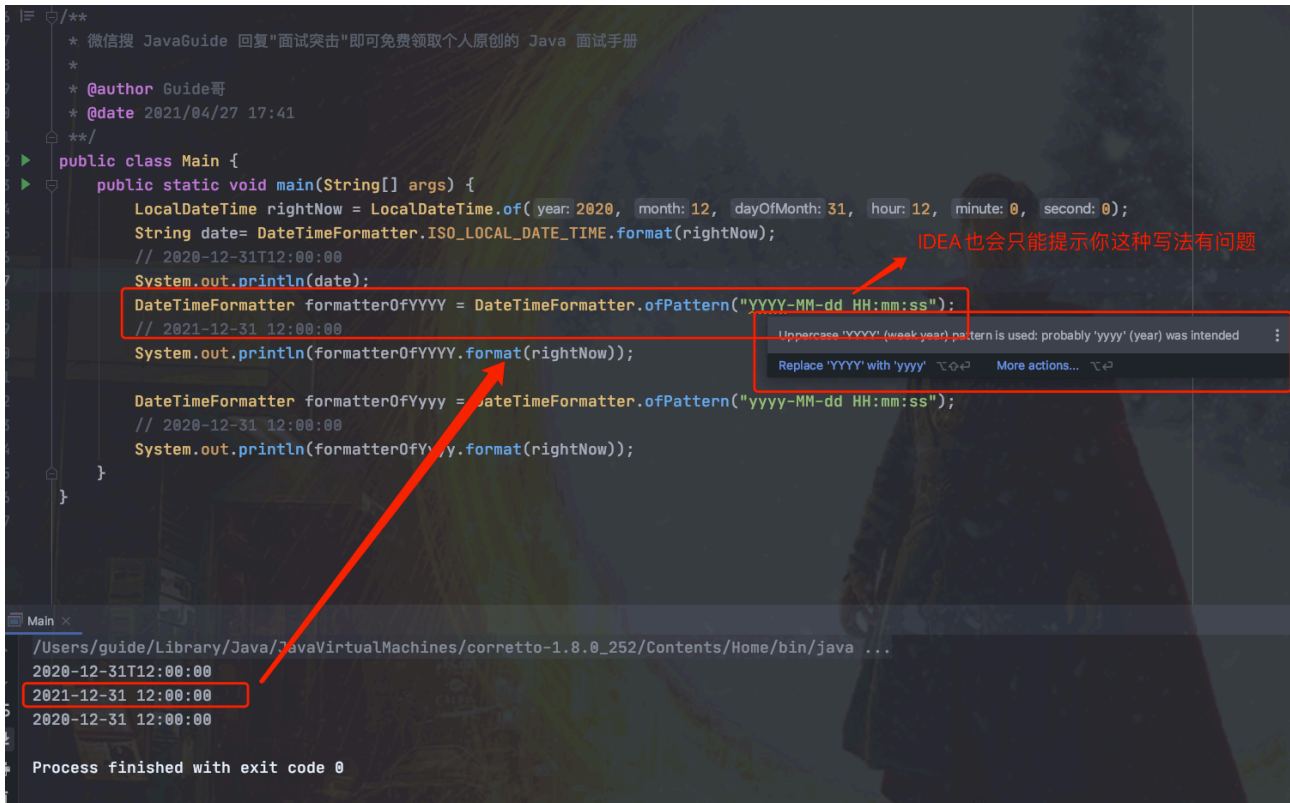 /**
* 微信搜 JavaGuide 回复"面试突击"即可免费领取个人原创的 Java 面试手册
*
* @author Guide哥
* @date 2021/04/27 17:41
**/
public class Main {
public static void main(String[] args) {
LocalDateTime rightNow = LocalDateTime.of( year: 2020, month: 12, dayOfMonth: 31, hour: 12, minute: 0, second: 0);
String date= DateTimeFormatter.ISO_LOCAL_DATE_TIME.format(rightNow);
IDEA也会只能提示你这种写法有问题
// 2020-12-31T12:00:00
System.out.println(date);
DateTimeFormatter formatterOfYYYY = DateTimeFormatter.ofPattern("YYYY-MM-dd HH:mm:ss");
// 2021-12-31 12:00:00
Uppercase 'YYYY' (week year) pattern is used: probably 'yyyy' (year) was intended
System.out.println(formatterOfYYYY.format(rightNow));
Replace 'YYYY' with 'yyyy' ⌥⇧⏎ More actions... ⌥⏎
DateTimeFormatter formatterOfYyyy = DateTimeFormatter.ofPattern("yyyy-MM-dd HH:mm:ss");
// 2020-12-31 12:00:00
System.out.println(formatterOfYyyy.format(rightNow));
}
}
Main ×
/Users/guide/Library/Java/JavaVirtualMachines/corretto-1.8.0_252/Contents/Home/bin/java ...
2020-12-31T12:00:00
2021-12-31 12:00:00
2020-12-31 12:00:00
Process finished with exit code 0